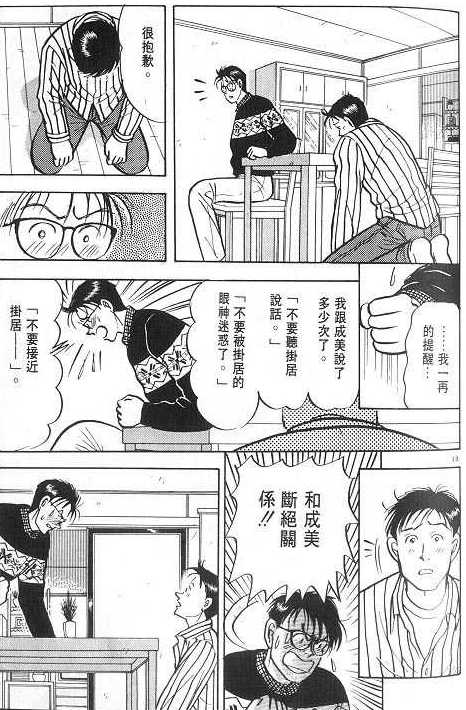 很抱歉。
……我一再
的提醒…
我跟成美說了
多少次了。
「不要聽掛居
說話。」
「不要被掛居的
眼神迷惑了。」
「不要接近
掛居——」。
和成美
斷絕關
係!!